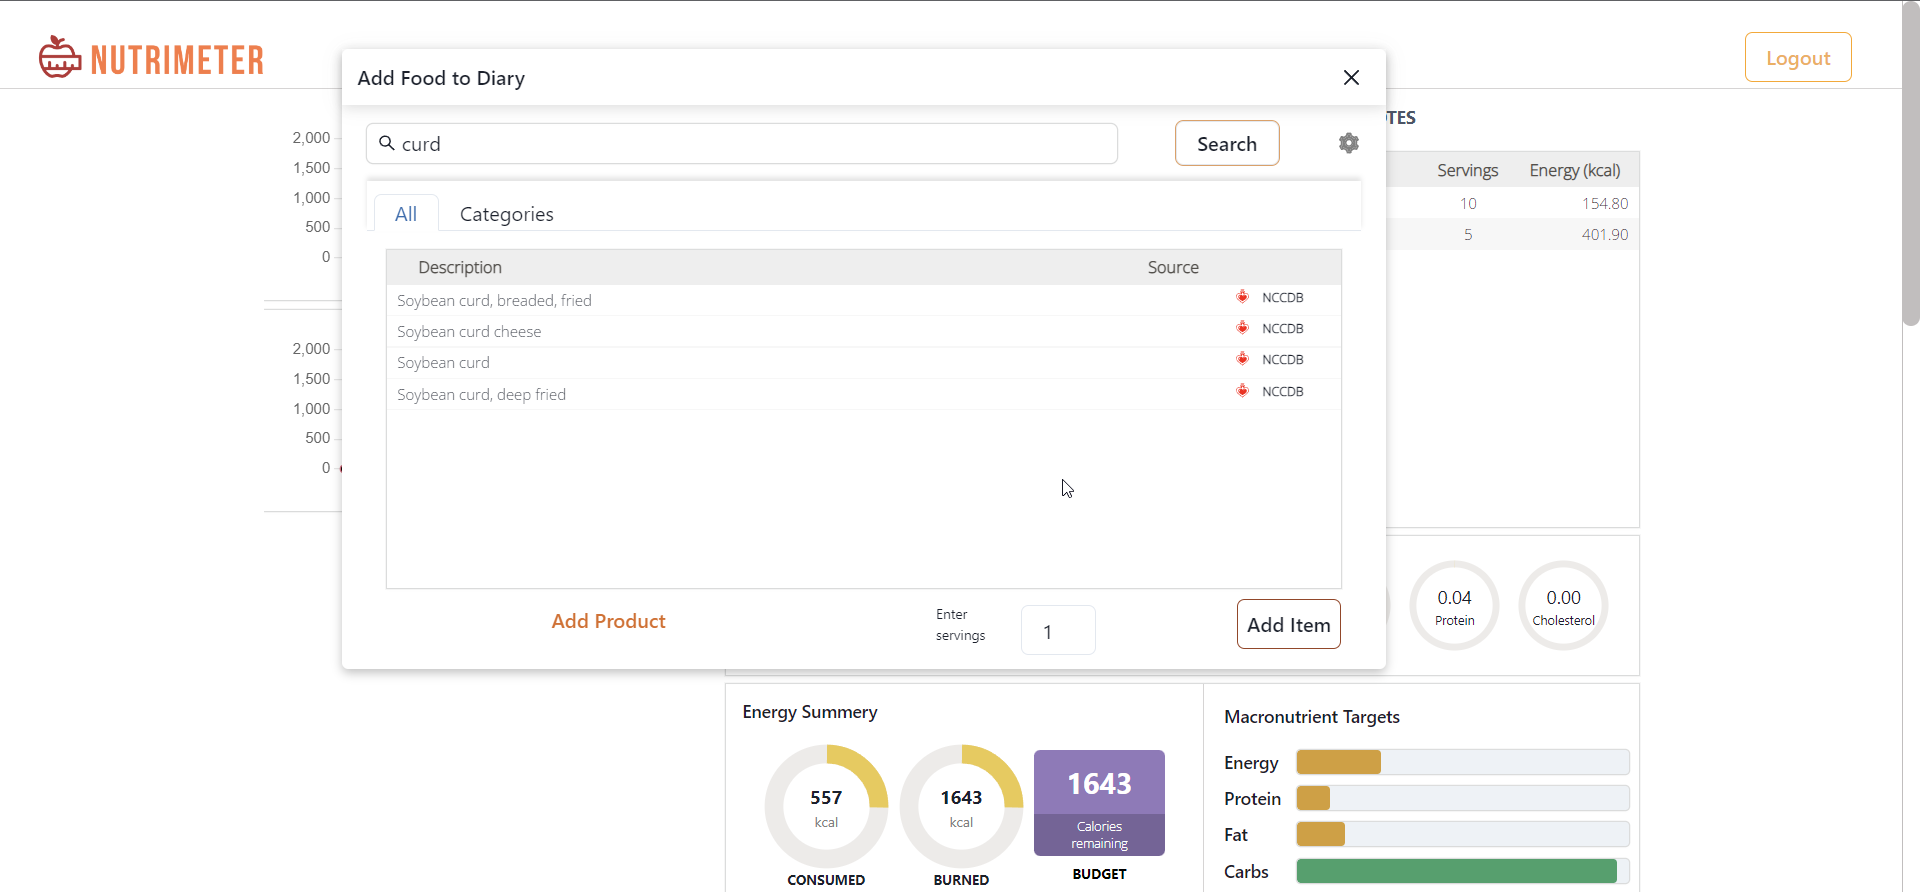 NUTRIMETER
Logout
Add Food to Diary
curd
Search
TES
All
Categories
Description
Source
Soybean curd, breaded, fried
NCCDB
Soybean curd cheese
NCCDB
Soybean curd
NCCDB
Soybean curd, deep fried
NCCDB
Add Product
Enter
servings
1
Add Item
2,000
1,500
1,000
500
0
2,000
1,500
1,000
500
0
Servings
Energy (kcal)
10
154.80
5
401.90
0.04
Protein
0.00
Cholesterol
Energy Summery
557
kcal
CONSUMED
1643
kcal
BURNED
1643
Calories
remaining
BUDGET
Macronutrient Targets
Energy
Protein
Fat
Carbs